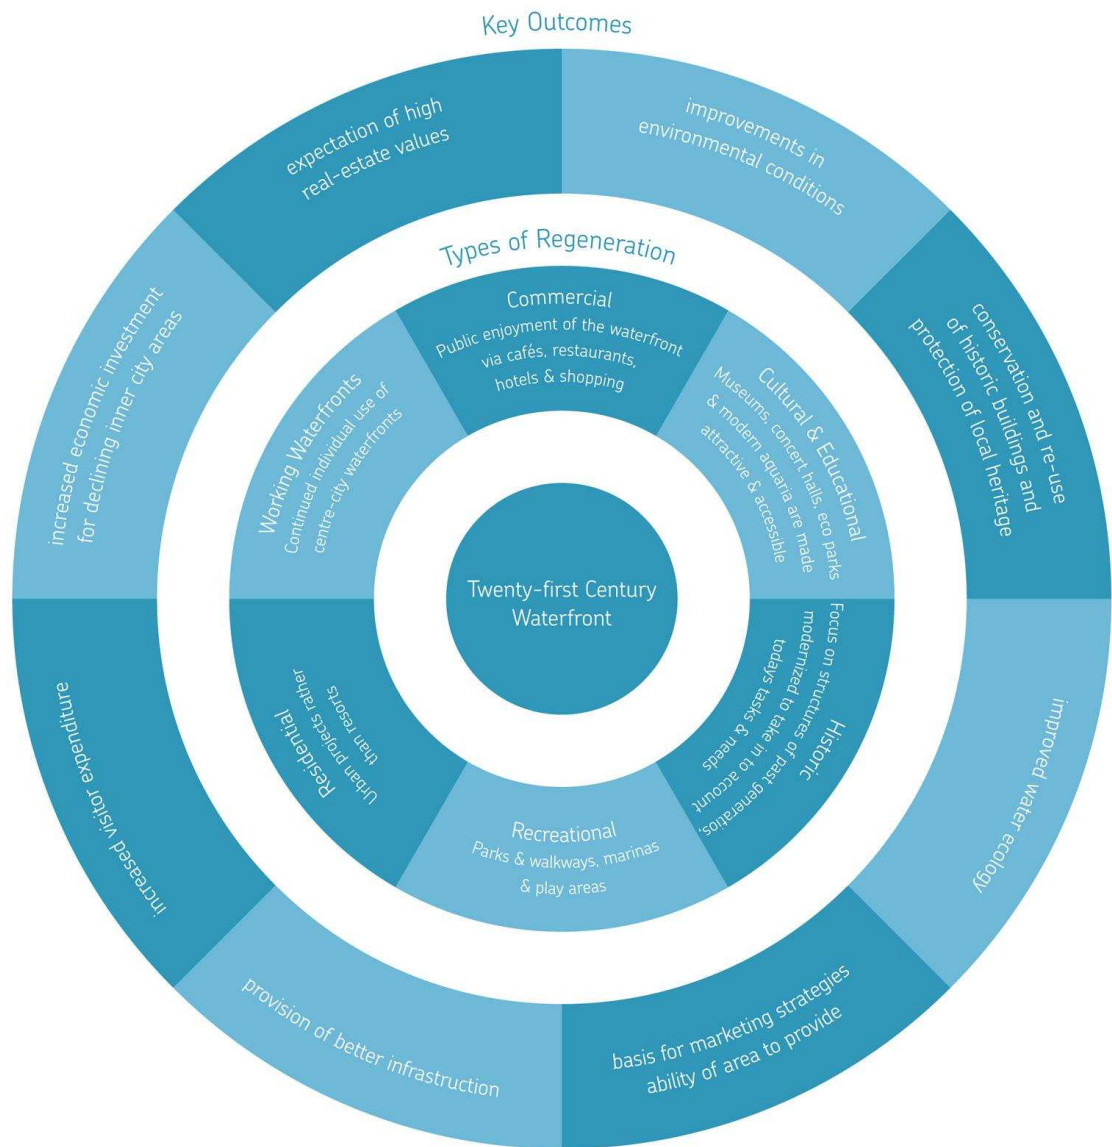 Key Outcomes
expectation of high
real-estate values
improvements in
environmental conditions
conservation and re-use
of historic buildings and
protection of local heritage
improved water ecology
basis for marketing strategies
ability of area to provide
provision of better infrastruction
increased visitor expenditure
increased economic investment
for declining inner city areas
Types of Regeneration
Commercial
Public enjoyment of the waterfront
via cafés, restaurants,
hotels & shopping
Cultural & Educational
Museums, concert halls, eco parks
& modern aquaria are made
attractive & accessible
Historic
Focus on structures of past generatios,
modernized to take in to account
todays tasks & needs
Recreational
Parks & walkways, marinas
& play areas
Residential
Urban projects rather
than resorts
Working Waterfronts
Continued individual use of
centre-city waterfronts
Twenty-first Century
Waterfront